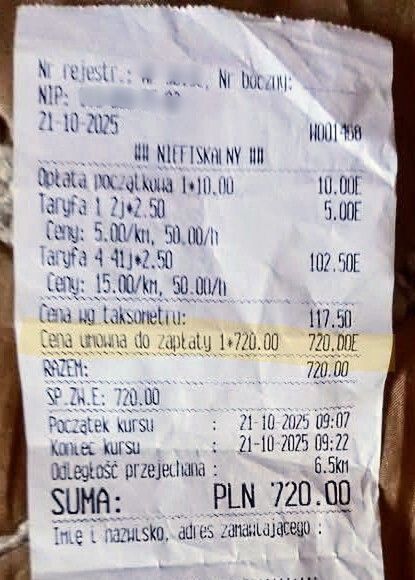 Nr rejestr.: Nr boczny:
NIP:
21-10-2025 W001468
## NIEFISKALNY ##
Opłata początkowa 1*10.00 10.00E
Taryfa 1 2j*2.50 5.00E
Ceny: 5.00/km, 50.00/h
Taryfa 4 41j*2.50 102.50E
Ceny: 15.00/km, 50.00/h
Cena wg taksometru: 117.50
Cena umowna do zapłaty 1*720.00 720.00E
RAZEM: 720.00
SP.ZW.E: 720.00
Początek kursu : 21-10-2025 09:07
Koniec kursu : 21-10-2025 09:22
Odległość przejechana : 6.5km
SUMA: PLN 720.00
Imię i nazwisko, adres zamawiającego :